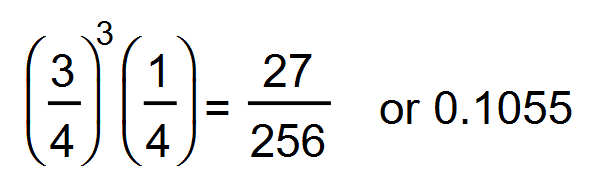 (3/4)^3 (1/4) = 27/256 or 0.1055